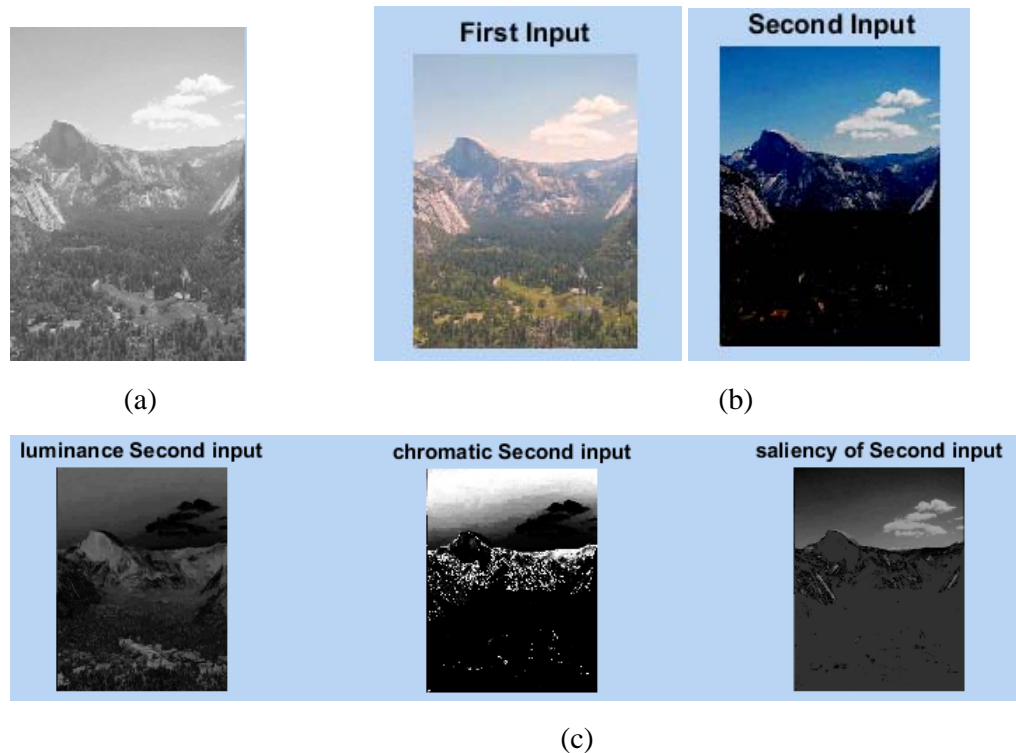 First Input
Second Input
(a)
(b)
luminance Second input
chromatic Second input
saliency of Second input
(c)